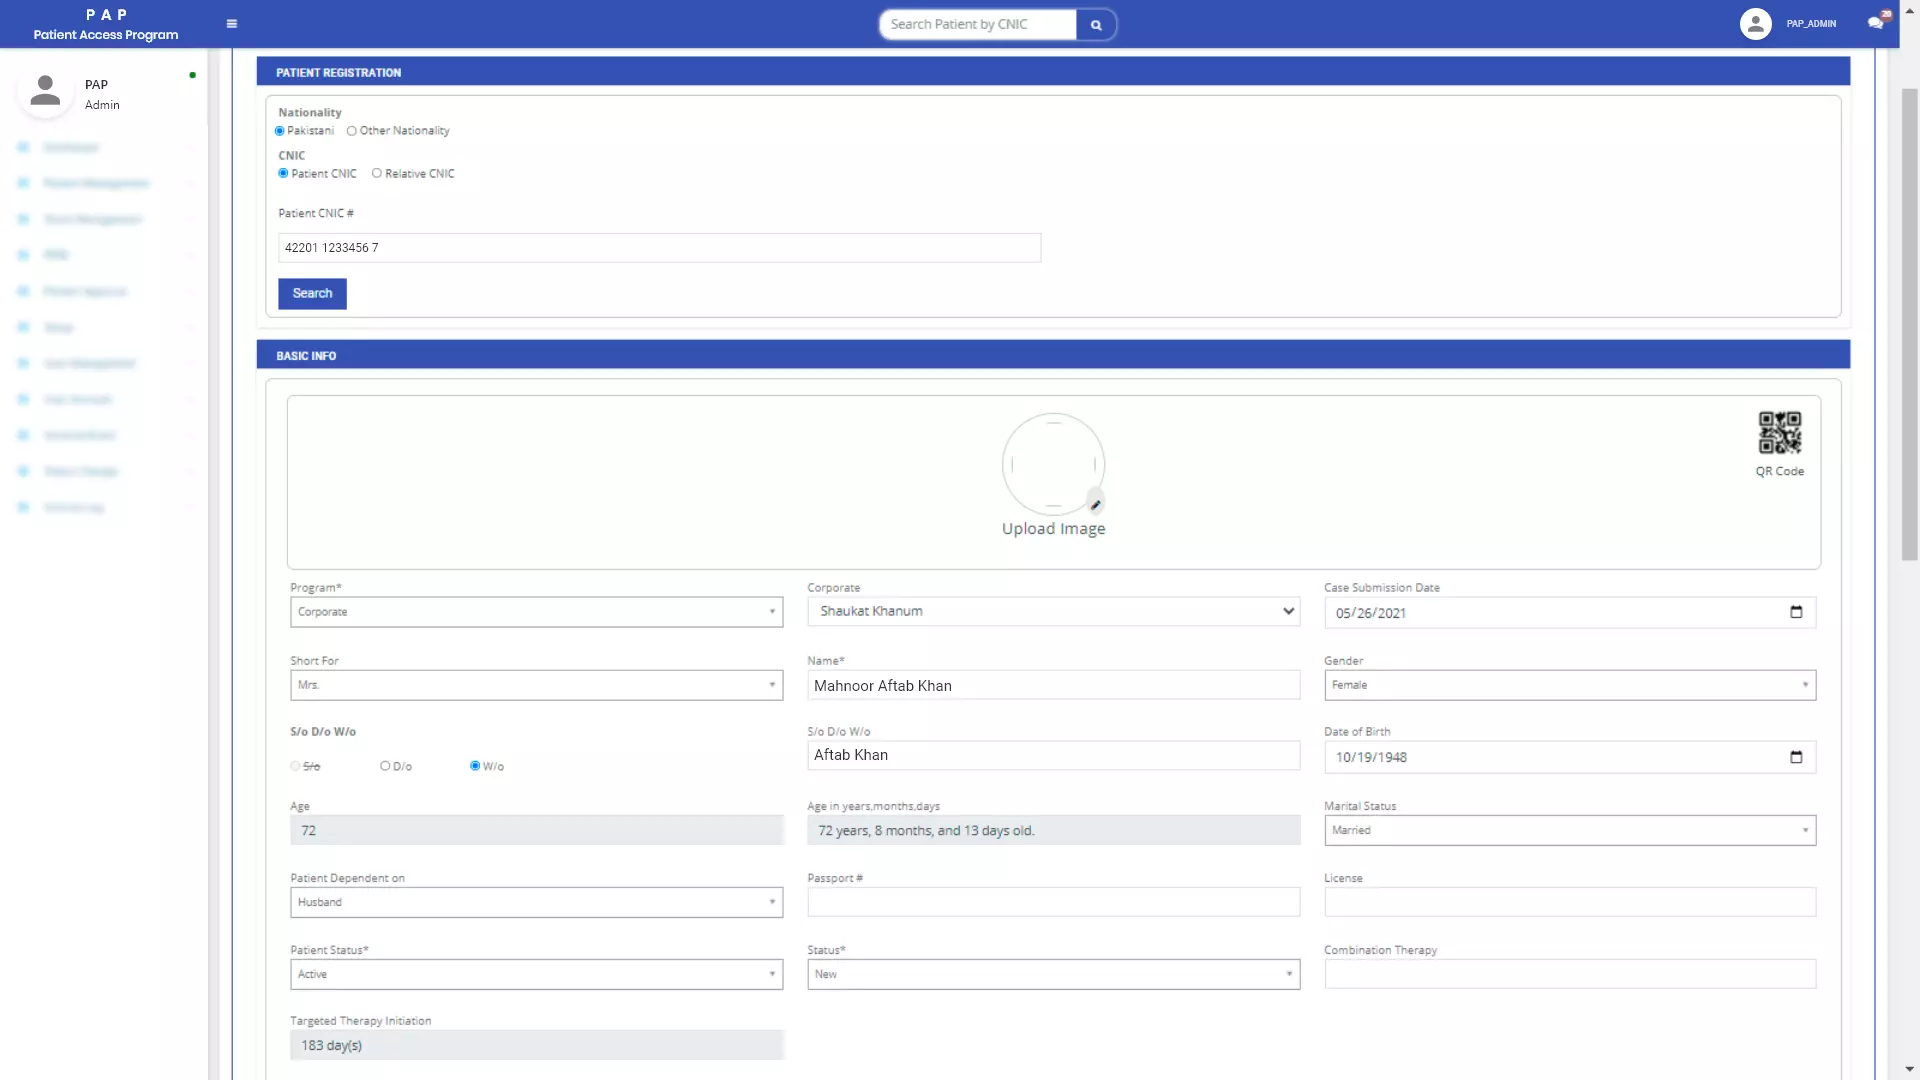 PAP
Patient Access Program
Search Patient by CNIC
PAP_ADMIN
PAP
Admin
PATIENT REGISTRATION
Nationality
Pakistani Other Nationality
CNIC
Patient CNIC Relative CNIC
Patient CNIC #
42201 1233456 7
Search
BASIC INFO
QR Code
Upload Image
Program* Corporate Case Submission Date
Corporate Shaukat Khanum 05/26/2021
Short For Name* Gender
Mrs. Mahnoor Aftab Khan Female
S/o D/o W/o S/o D/o W/o Date of Birth
S/o D/o W/o Aftab Khan 10/19/1948
Age Age in years,months,days Marital Status
72 72 years, 8 months, and 13 days old. Married
Patient Dependent on Passport # License
Husband
Patient Status* Status* Combination Therapy
Active New
Targeted Therapy Initiation
183 day(s)